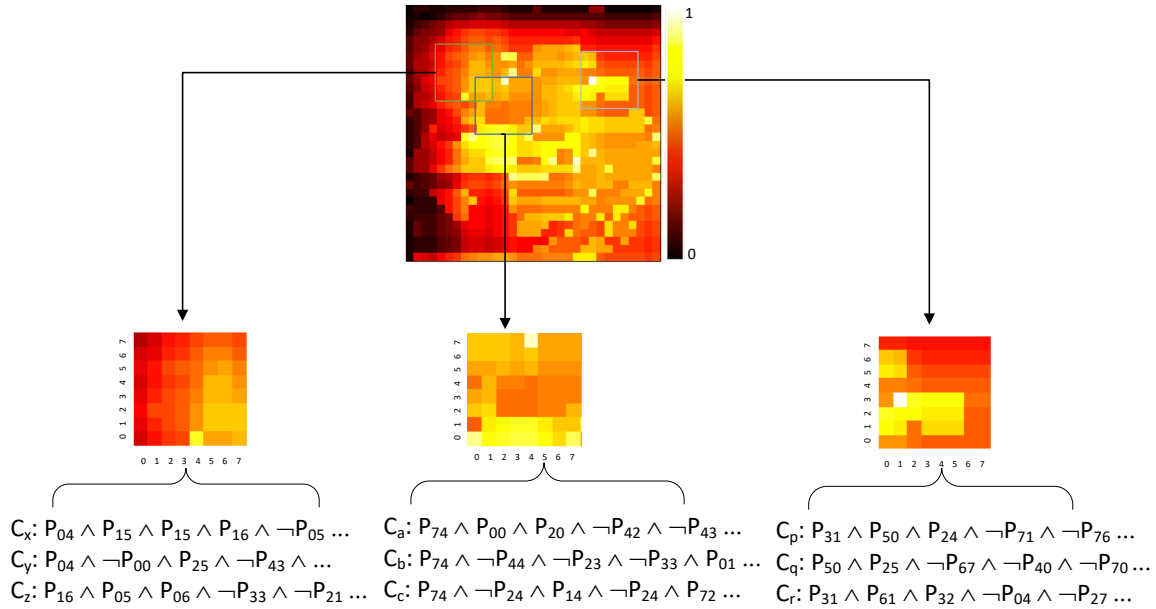 1
0
7
6
5
4
3
2
1
0
0 1 2 3 4 5 6 7
7
6
5
4
3
2
1
0
0 1 2 3 4 5 6 7
7
6
5
4
3
2
1
0
0 1 2 3 4 5 6 7
Cₓ: P₀₄ ∧ P₁₅ ∧ P₁₅ ∧ P₁₆ ∧ ¬P₀₅ ...
Cᵧ: P₀₄ ∧ ¬P₀₀ ∧ P₂₅ ∧ ¬P₄₃ ∧ ...
C_z: P₁₆ ∧ P₀₅ ∧ P₀₆ ∧ ¬P₃₃ ∧ ¬P₂₁ ...
Cₐ: P₇₄ ∧ P₀₀ ∧ P₂₀ ∧ ¬P₄₂ ∧ ¬P₄₃ ...
C_b: P₇₄ ∧ ¬P₄₄ ∧ ¬P₂₃ ∧ ¬P₃₃ ∧ P₀₁ ...
C_c: P₇₄ ∧ ¬P₂₄ ∧ P₁₄ ∧ ¬P₂₄ ∧ P₇₂ ...
Cₚ: P₃₁ ∧ P₅₀ ∧ P₂₄ ∧ ¬P₇₁ ∧ ¬P₇₆ ...
C_q: P₅₀ ∧ P₂₅ ∧ ¬P₆₇ ∧ ¬P₄₀ ∧ ¬P₇₀ ...
Cᵣ: P₃₁ ∧ P₆₁ ∧ P₃₂ ∧ ¬P₀₄ ∧ ¬P₂₇ ...